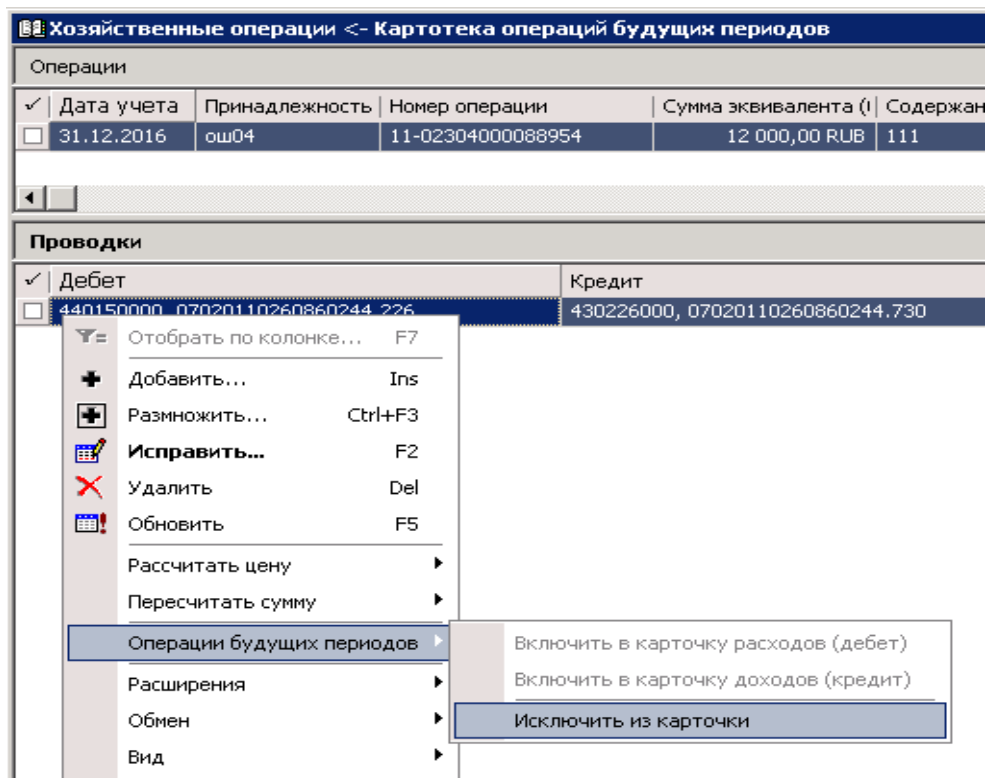 Хозяйственные операции <- Картотека операций будущих периодов
Операции
Дата учета Принадлежность Номер операции Сумма эквивалента ( Содержан
31.12.2016 ош04 11-02304000088954 12 000,00 RUB 111
Проводки
Дебет Кредит
440150000, 07020110260860244.226 430226000, 07020110260860244.730
Отобрать по колонке... F7
Добавить... Ins
Размножить... Ctrl+F3
Исправить... F2
Удалить Del
Обновить F5
Рассчитать цену
Пересчитать сумму
Операции будущих периодов
Включить в карточку расходов (дебет)
Включить в карточку доходов (кредит)
Расширения
Исключить из карточки
Обмен
Вид